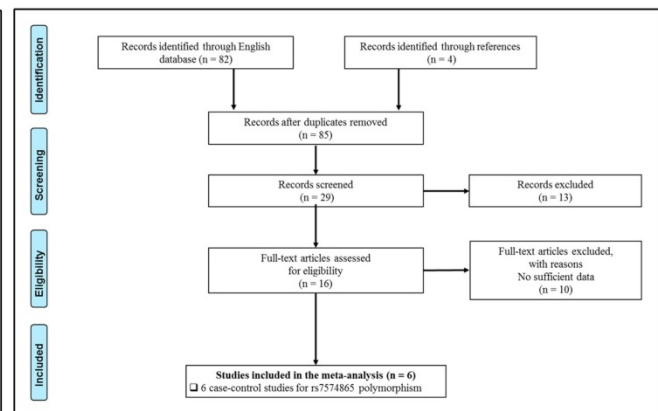 Identification
Records identified through English
database (n = 82)
Records identified through references
(n = 4)
Records after duplicates removed
(n = 85)
Screening
Records screened
(n = 29)
Records excluded
(n = 13)
Eligibility
Full-text articles assessed
for eligibility
(n = 16)
Full-text articles excluded,
with reasons
No sufficient data
(n = 10)
Included
Studies included in the meta-analysis (n = 6)
❑ 6 case-control studies for rs7574865 polymorphism